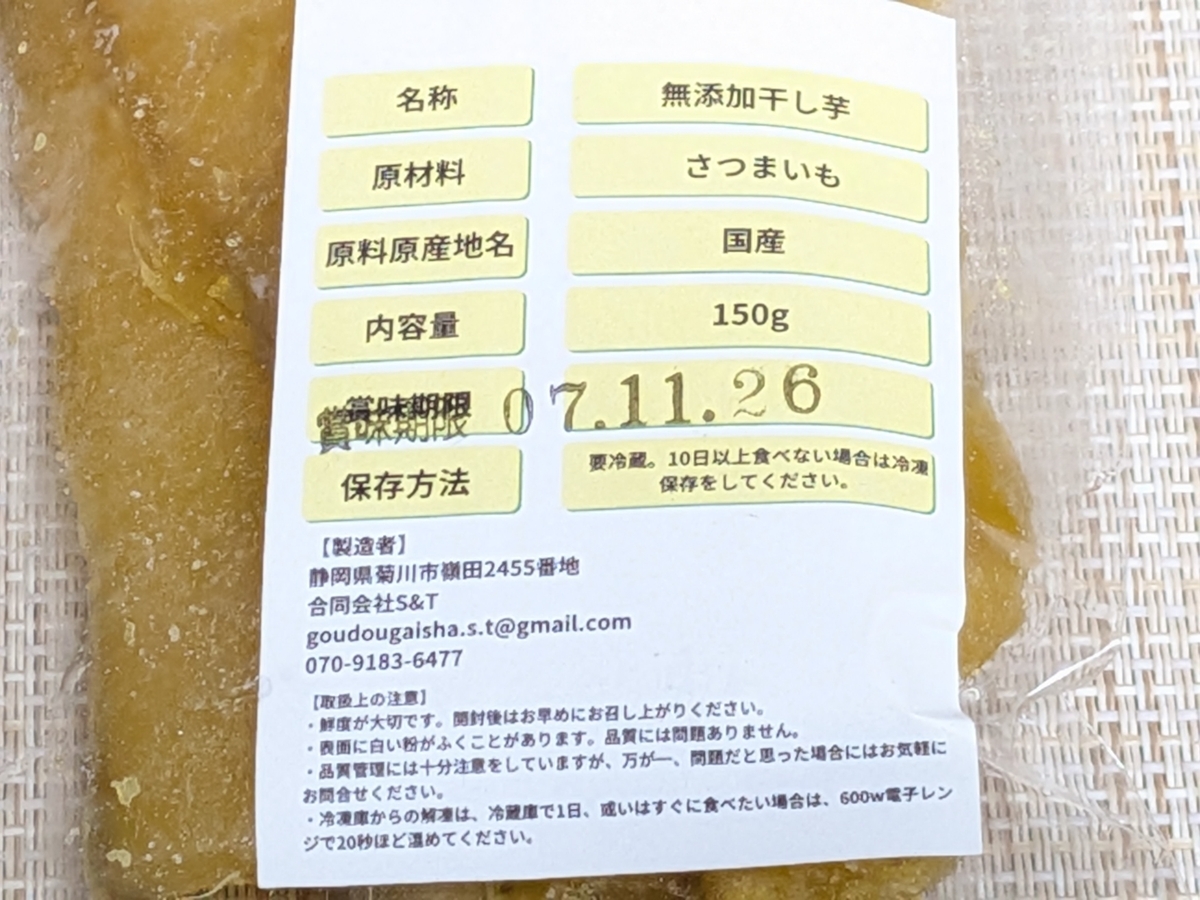 名称 無添加干し芋
原材料 さつまいも
原料原産地名 国産
内容量 150g
賞味期限
賞味期限 07.11.26
保存方法 要冷蔵。10日以上食べない場合は冷凍
保存をしてください。
【製造者】
静岡県菊川市嶺田2455番地
合同会社S&T
goudougaisha.s.t@gmail.com
070-9183-6477
【取扱上の注意】
・鮮度が大切です。開封後はお早めにお召し上がりください。
・表面に白い粉がふくことがあります。品質には問題ありません。
・品質管理には十分注意をしていますが、万が一、問題だと思った場合にはお気軽に
お問合せください。
・冷凍庫からの解凍は、冷蔵庫で1日、或いはすぐに食べたい場合は、600w電子レン
ジで20秒ほど温めてください。